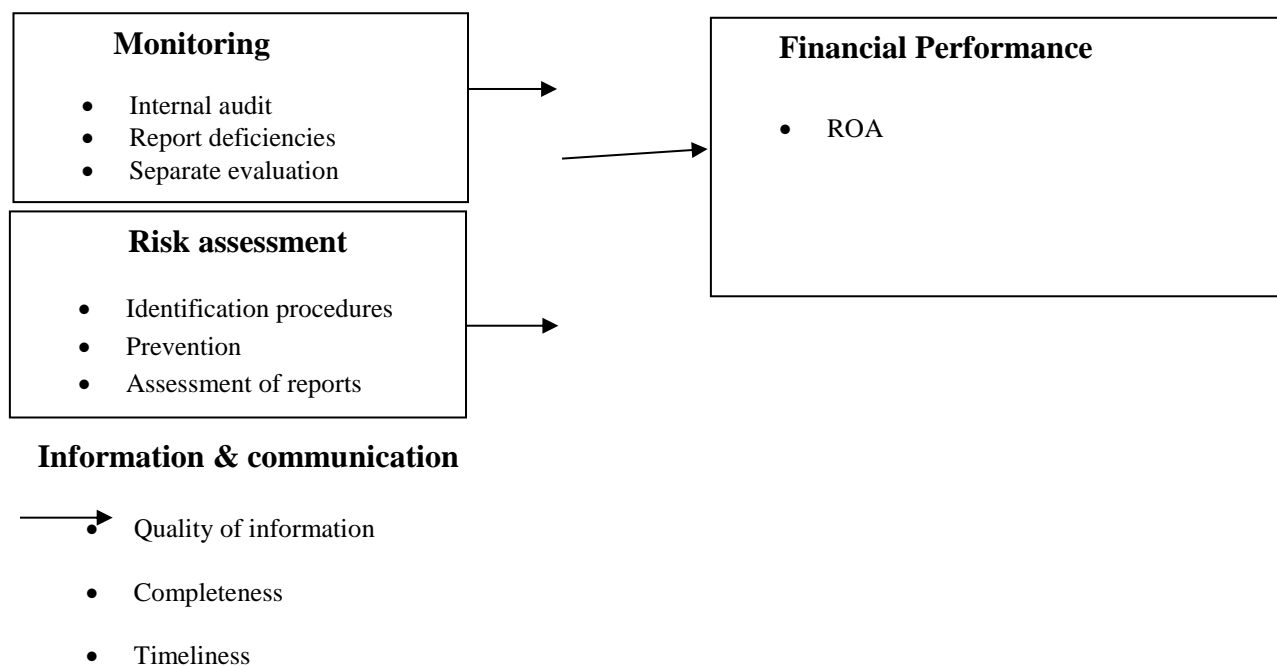 Monitoring
• Internal audit
• Report deficiencies
• Separate evaluation
Risk assessment
• Identification procedures
• Prevention
• Assessment of reports
Information & communication
• Quality of information
• Completeness
• Timeliness
Financial Performance
• ROA